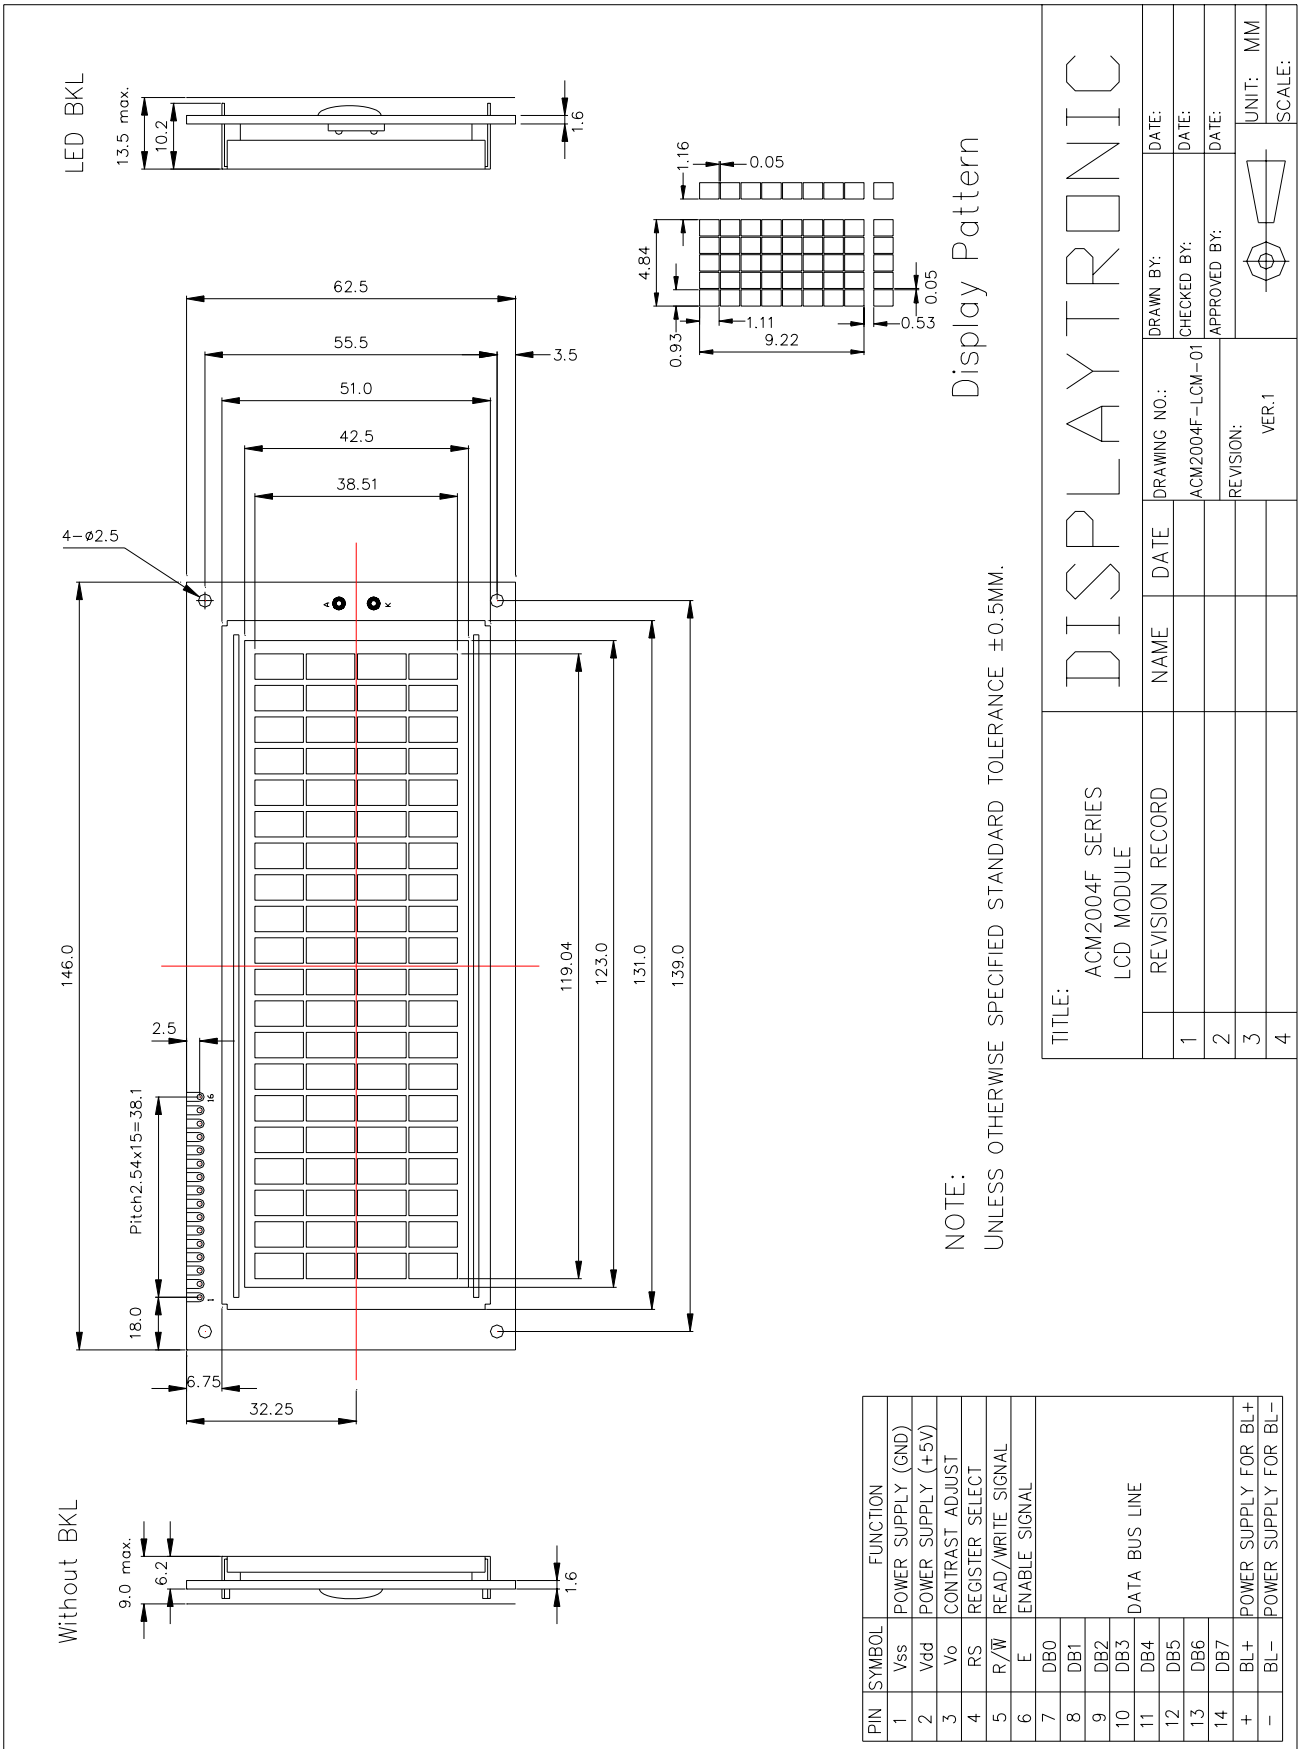 Without BKL
9.0 max.
6.2
1.6
LED BKL
13.5 max.
10.2
1.6
146.0
18.0
Pitch2.54x15=38.1
2.5
4-ø2.5
6.75
32.25
1
16
A
K
62.5
55.5
3.5
51.0
42.5
38.51
119.04
123.0
131.0
139.0
1.16
0.05
4.84
0.05
0.93
1.11
0.53
9.22
Display Pattern
NOTE:
UNLESS OTHERWISE SPECIFIED STANDARD TOLERANCE ±0.5MM.
PIN SYMBOL FUNCTION
1 Vss POWER SUPPLY (GND)
2 Vdd POWER SUPPLY (+5V)
3 Vo CONTRAST ADJUST
4 RS REGISTER SELECT
5 R/W̅ READ/WRITE SIGNAL
6 E ENABLE SIGNAL
7 DB0
8 DB1
9 DB2
10 DB3
DATA BUS LINE
11 DB4
12 DB5
13 DB6
14 DB7
+ BL+ POWER SUPPLY FOR BL+
- BL- POWER SUPPLY FOR BL-
TITLE:
ACM2004F SERIES
LCD MODULE
DISPLAYTRONIC
REVISION RECORD NAME DATE
1
2
3
4
DRAWING NO.:
ACM2004F-LCM-01
REVISION:
VER.1
DRAWN BY: DATE:
CHECKED BY: DATE:
APPROVED BY: DATE:
UNIT: MM
SCALE: